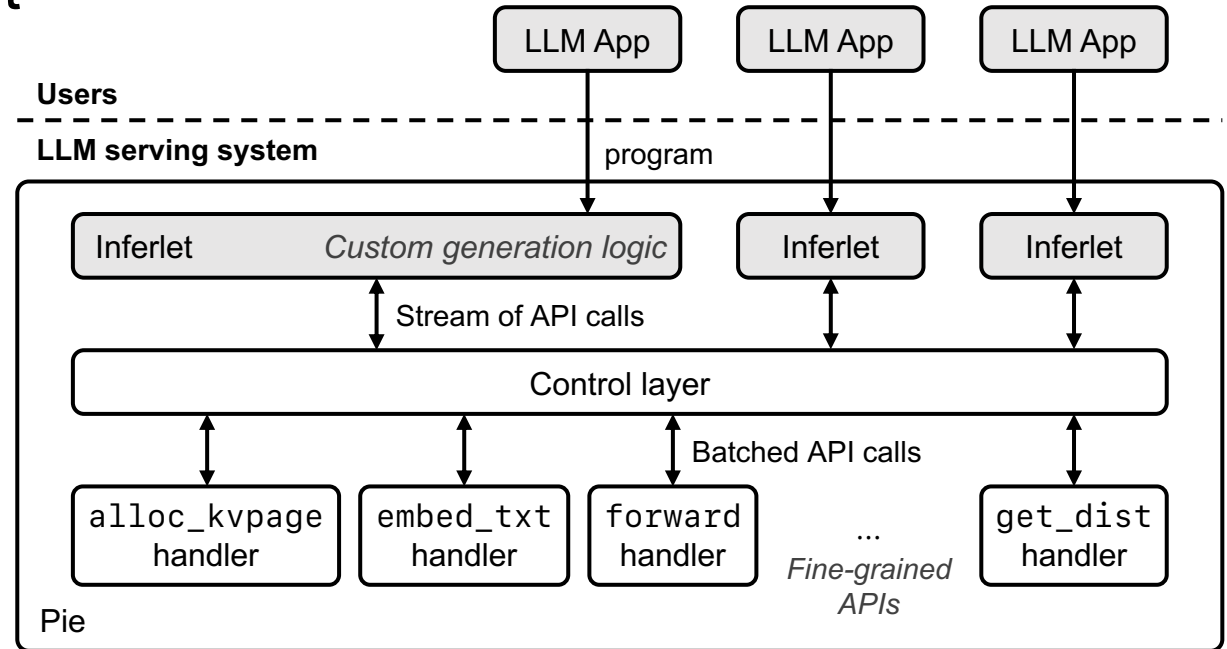 LLM App
LLM App
LLM App
Users
LLM serving system
program
Inferlet
Custom generation logic
Inferlet
Inferlet
Stream of API calls
Control layer
Batched API calls
alloc_kvpage
handler
embed_txt
handler
forward
handler
...
Fine-grained
APIs
get_dist
handler
Pie